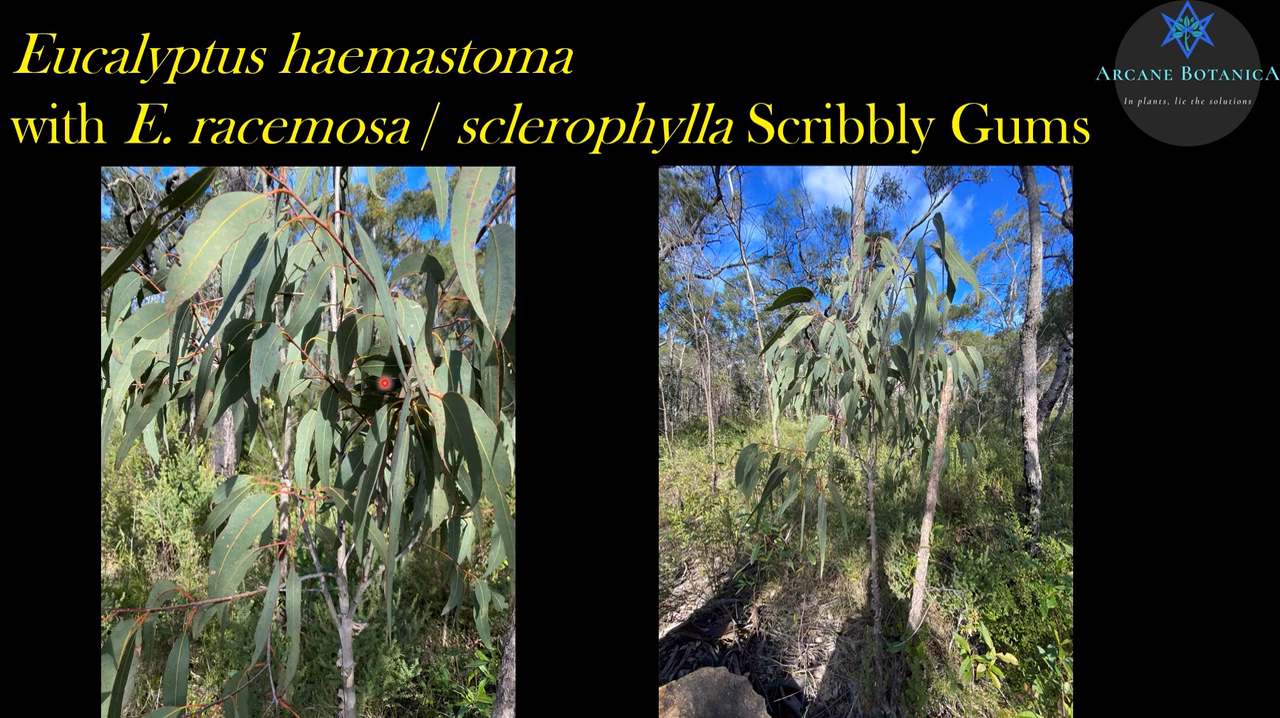 Eucalyptus haemastoma
with E. racemosa / sclerophylla Scribbly Gums
ARCANE BOTANICA
In plants, lie the solutions